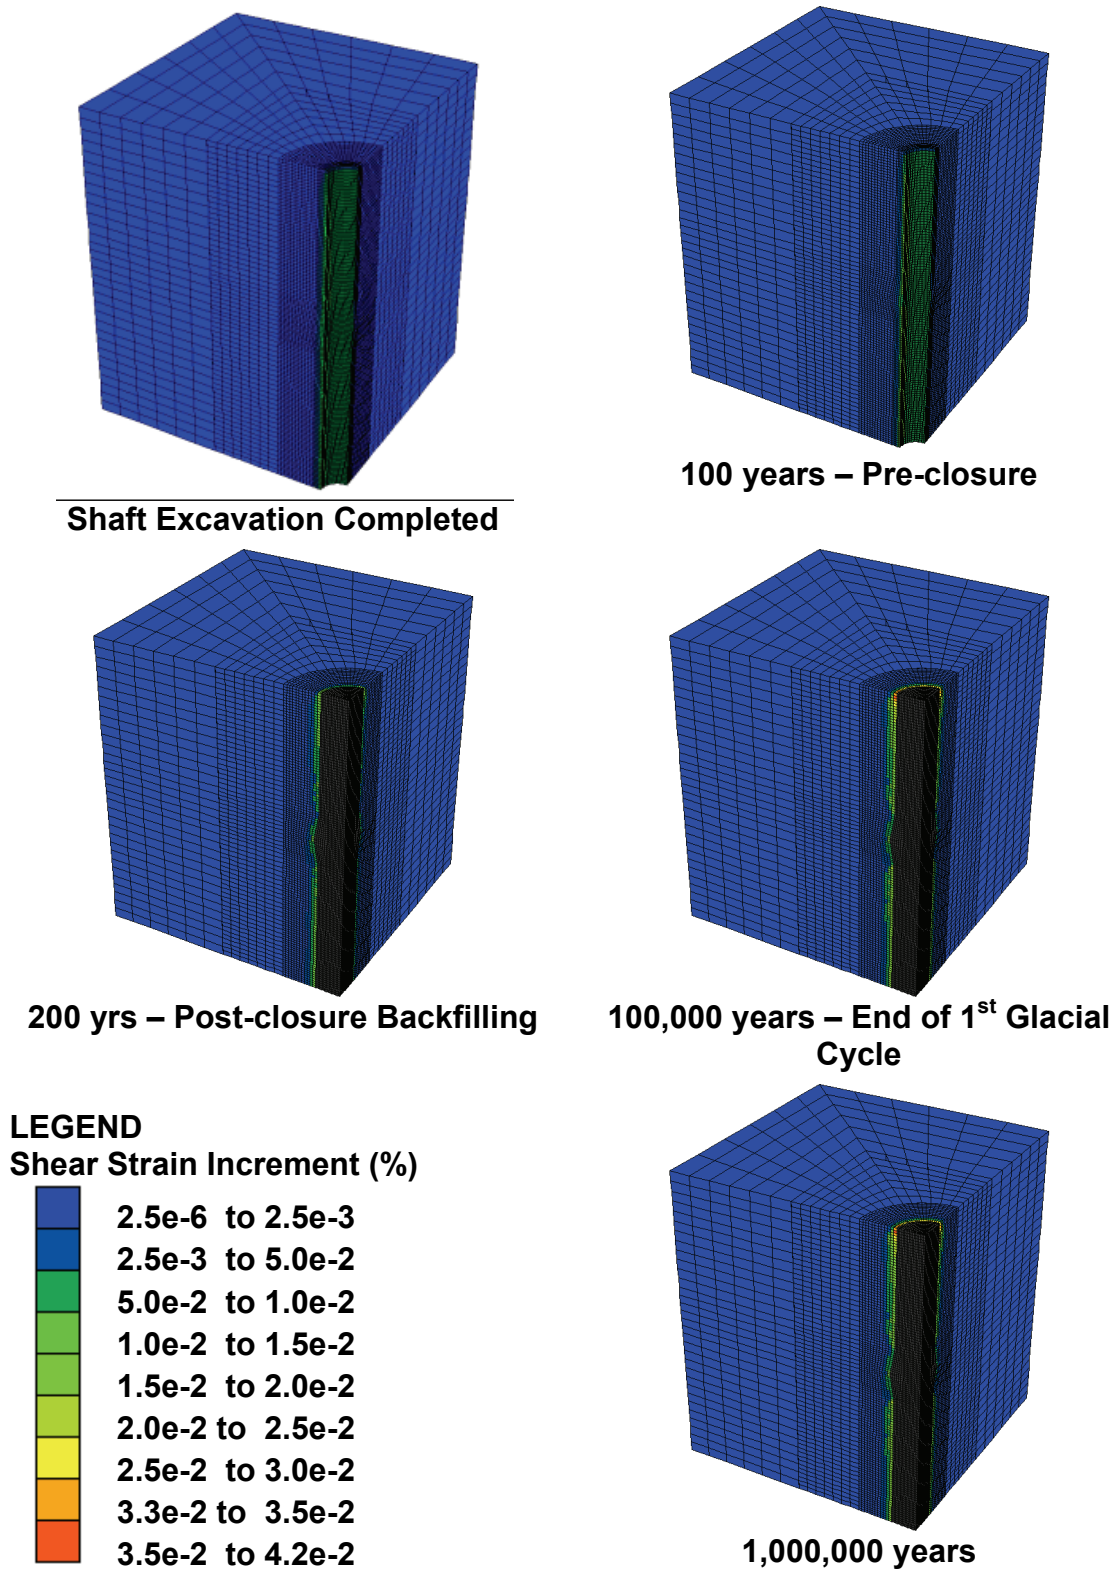 Shaft Excavation Completed
100 years – Pre-closure
200 yrs – Post-closure Backfilling
100,000 years – End of 1st Glacial
Cycle
LEGEND
Shear Strain Increment (%)
2.5e-6 to 2.5e-3
2.5e-3 to 5.0e-2
5.0e-2 to 1.0e-2
1.0e-2 to 1.5e-2
1.5e-2 to 2.0e-2
2.0e-2 to 2.5e-2
2.5e-2 to 3.0e-2
3.3e-2 to 3.5e-2
3.5e-2 to 4.2e-2
1,000,000 years